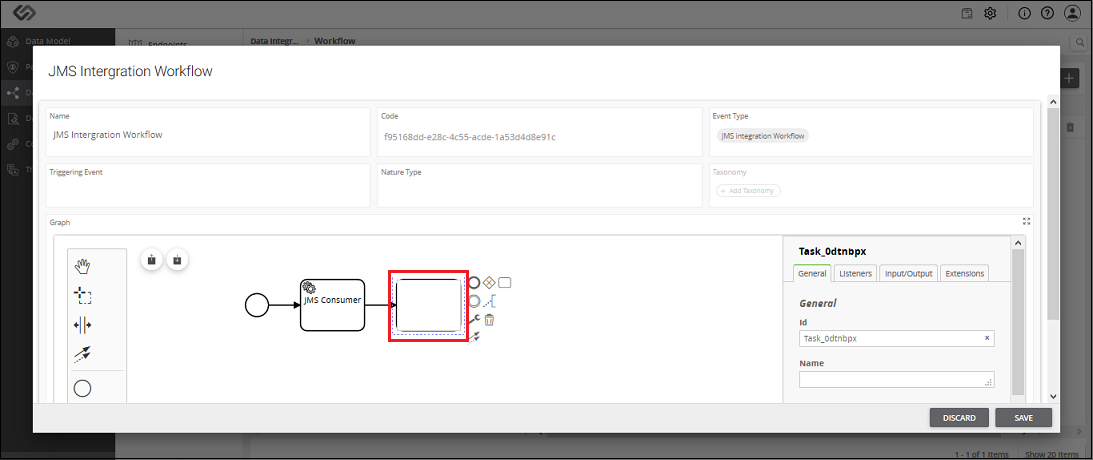 Data Model
Endpoints
Data Integr... > Workflow
JMS Intergration Workflow
Name
JMS Intergration Workflow
Code
f95168dd-e28c-4c55-acde-1a53d4d8e91c
Event Type
JMS integration Workflow
Triggering Event
Nature Type
Taxonomy
+ Add Taxonomy
Graph
JMS Consumer
Task_0dtnbpx
General
Listeners
Input/Output
Extensions
General
Id
Task_0dtnbpx
Name
DISCARD
SAVE
1 - 1 of 1 Items
Show 20 Items